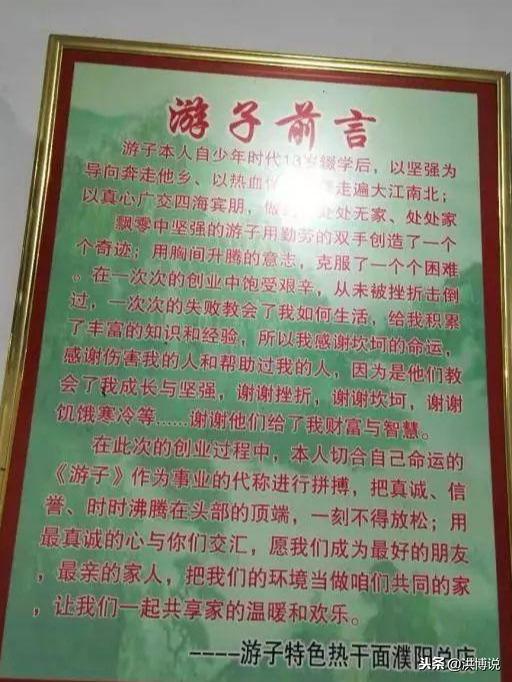 游子前言
游子本人自少年时代13岁辍学后，以坚强为
导向奔走他乡、以热血 走遍大江南北；
以真心广交四海宾朋，做 处处无家、处处家
飘零中坚强的游子用勤劳的双手创造了一个
个奇迹；用胸间升腾的意志，克服了一个个困难
。在一次次的创业中饱受艰辛，从未被挫折击倒
过，一次次的失败教会了我如何生活，给我积累
了丰富的知识和经验，所以我感谢坎坷的命运，
感谢伤害我的人和帮助过我的人，因为是他们教
会了我成长与坚强，谢谢挫折，谢谢坎坷，谢谢
饥饿寒冷等......谢谢他们给了我财富与智慧。
在此次的创业过程中，本人切合自己命运的
《游子》作为事业的代称进行拼搏，把真诚、信
誉、时时沸腾在头部的顶端，一刻不得放松；用
最真诚的心与你们交汇，愿我们成为最好的朋友
，最亲的家人，把我们的环境当做咱们共同的家
，让我们一起共享家的温暖和欢乐。
----游子特色热干面濮阳总店
头条 @洪博说